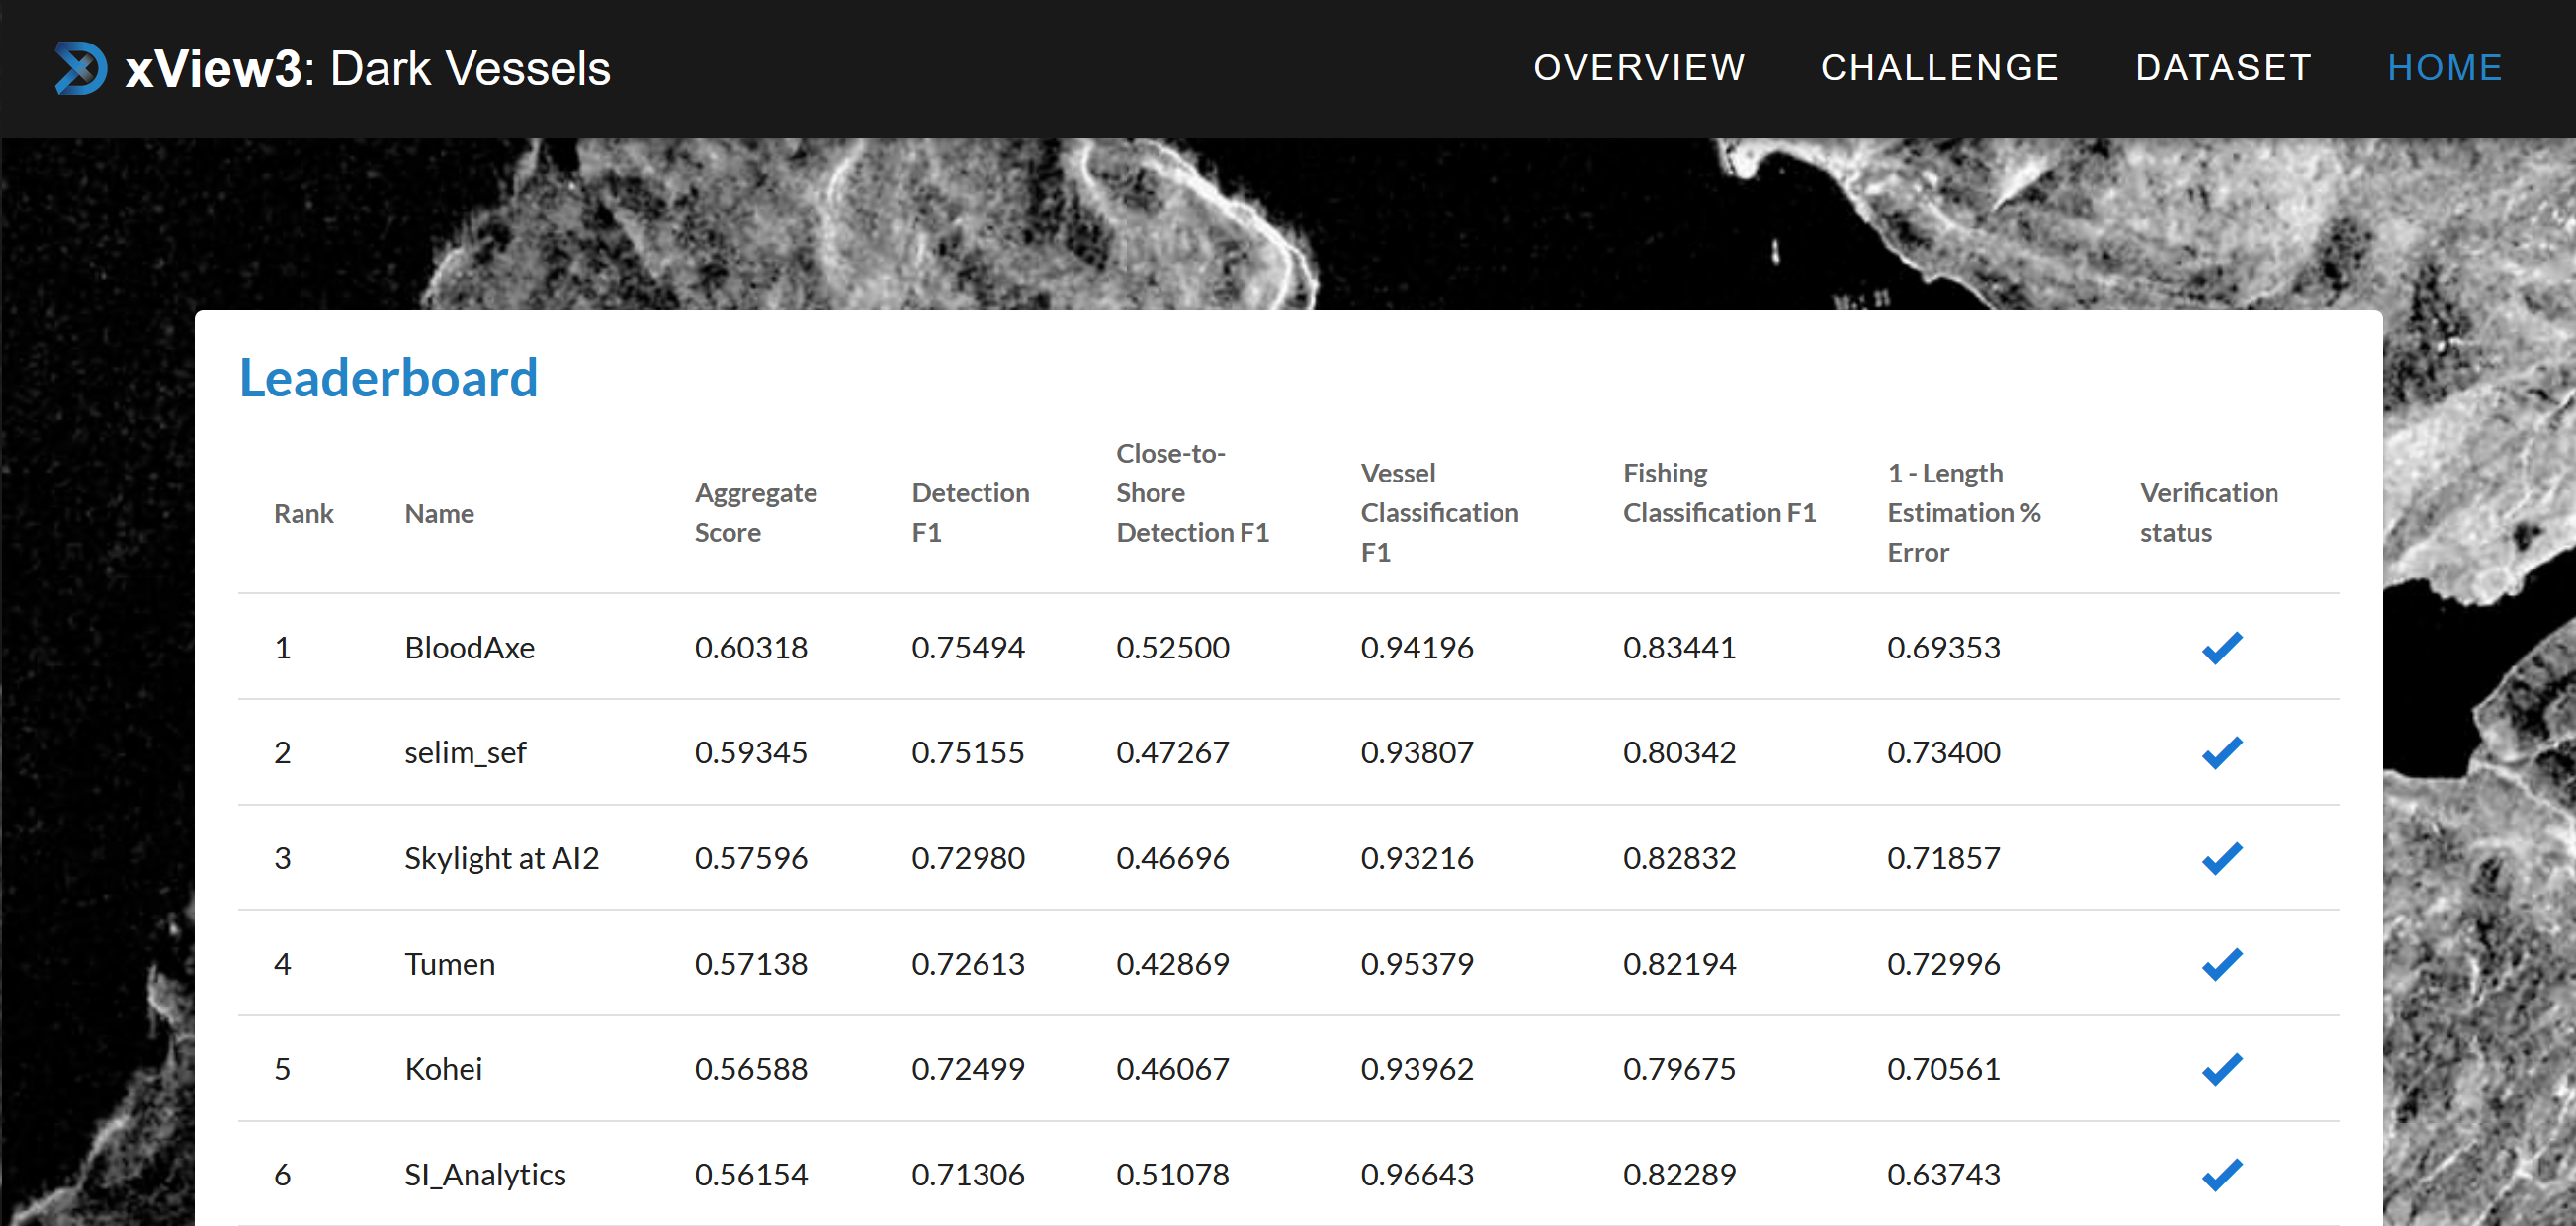 xView3: Dark Vessels OVERVIEW CHALLENGE DATASET HOME
Leaderboard
Rank Name Aggregate Score Detection F1 Close-to-Shore Detection F1 Vessel Classification F1 Fishing Classification F1 1 - Length Estimation % Error Verification status
1 BloodAxe 0.60318 0.75494 0.52500 0.94196 0.83441 0.69353
2 selim_sef 0.59345 0.75155 0.47267 0.93807 0.80342 0.73400
3 Skylight at AI2 0.57596 0.72980 0.46696 0.93216 0.82832 0.71857
4 Tumen 0.57138 0.72613 0.42869 0.95379 0.82194 0.72996
5 Kohei 0.56588 0.72499 0.46067 0.93962 0.79675 0.70561
6 SI_Analytics 0.56154 0.71306 0.51078 0.96643 0.82289 0.63743